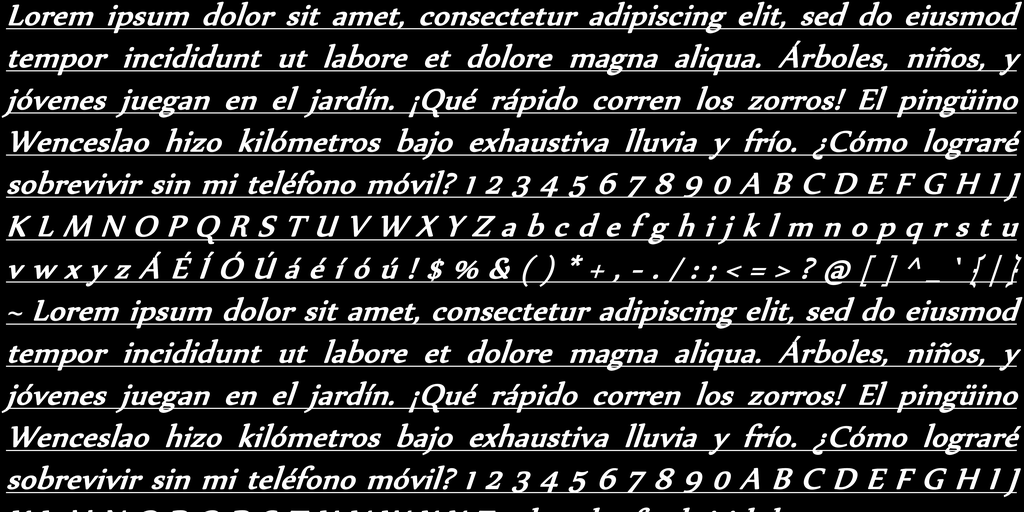 Lorem ipsum dolor sit amet, consectetur adipiscing elit, sed do eiusmod
tempor incididunt ut labore et dolore magna aliqua. Árboles, niños, y
jóvenes juegan en el jardín. ¡Qué rápido corren los zorros! El pingüino
Wenceslao hizo kilómetros bajo exhaustiva lluvia y frío. ¿Cómo lograré
sobrevivir sin mi teléfono móvil? 1 2 3 4 5 6 7 8 9 0 A B C D E F G H I J
K L M N O P Q R S T U V W X Y Z a b c d e f g h i j k l m n o p q r s t u
v w x y z Á É Í Ó Ú á é í ó ú ! $ % & ( ) * + , - . / : ; < = > ? @ [ ] ^ _ ` { | }
~ Lorem ipsum dolor sit amet, consectetur adipiscing elit, sed do eiusmod
tempor incididunt ut labore et dolore magna aliqua. Árboles, niños, y
jóvenes juegan en el jardín. ¡Qué rápido corren los zorros! El pingüino
Wenceslao hizo kilómetros bajo exhaustiva lluvia y frío. ¿Cómo lograré
sobrevivir sin mi teléfono móvil? 1 2 3 4 5 6 7 8 9 0 A B C D E F G H I J